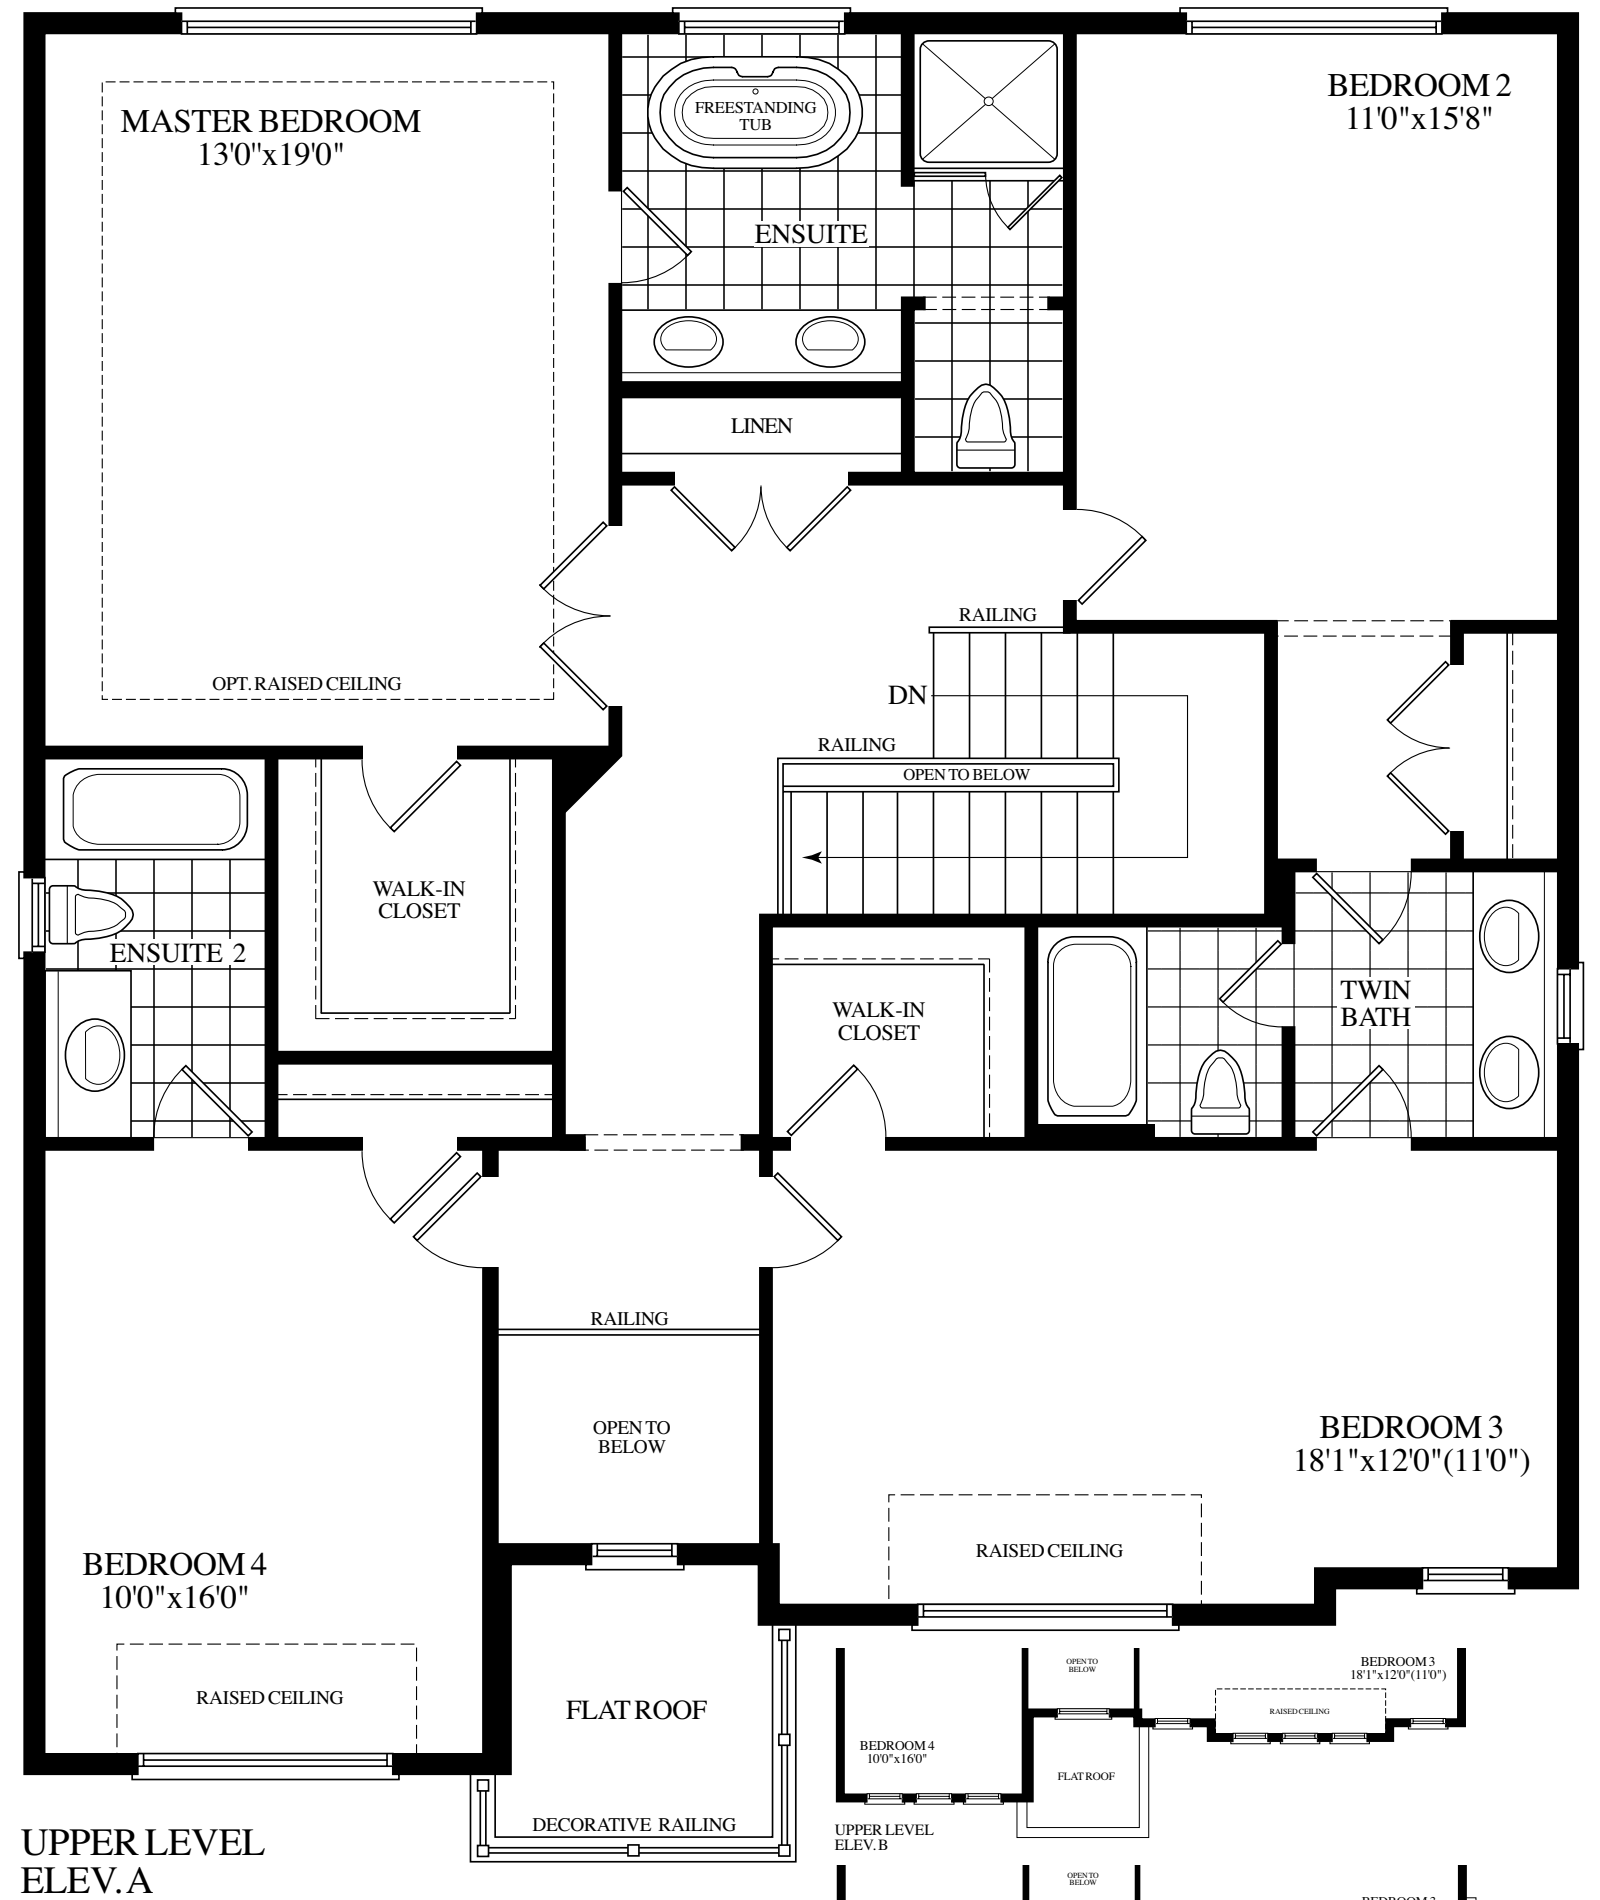 MASTER BEDROOM
13'0"x19'0"
FREESTANDING
TUB
BEDROOM 2
11'0"x15'8"
ENSUITE
LINEN
RAILING
OPT. RAISED CEILING
DN
RAILING
OPEN TO BELOW
WALK-IN
CLOSET
ENSUITE 2
WALK-IN
CLOSET
TWIN
BATH
RAILING
OPEN TO
BELOW
BEDROOM 3
18'1"x12'0"(11'0")
RAISED CEILING
BEDROOM 4
10'0"x16'0"
RAISED CEILING
FLAT ROOF
DECORATIVE RAILING
UPPER LEVEL
ELEV. A
OPEN TO
BELOW
BEDROOM 3
18'1"x12'0"(11'0")
RAISED CEILING
BEDROOM 4
10'0"x16'0"
FLAT ROOF
UPPER LEVEL
ELEV. B
OPEN TO
BELOW